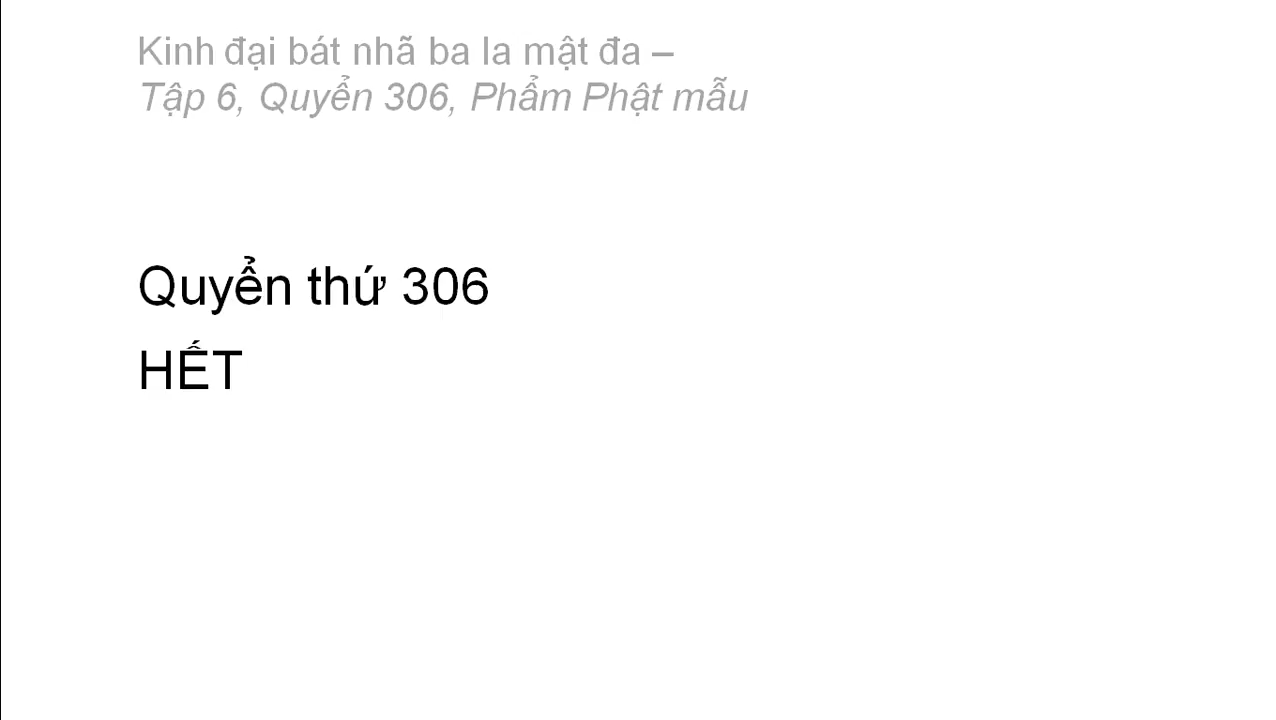 Kinh đại bát nhã ba la mật đa –
Tập 6, Quyển 306, Phẩm Phật mẫu
Quyển thứ 306
HẾT